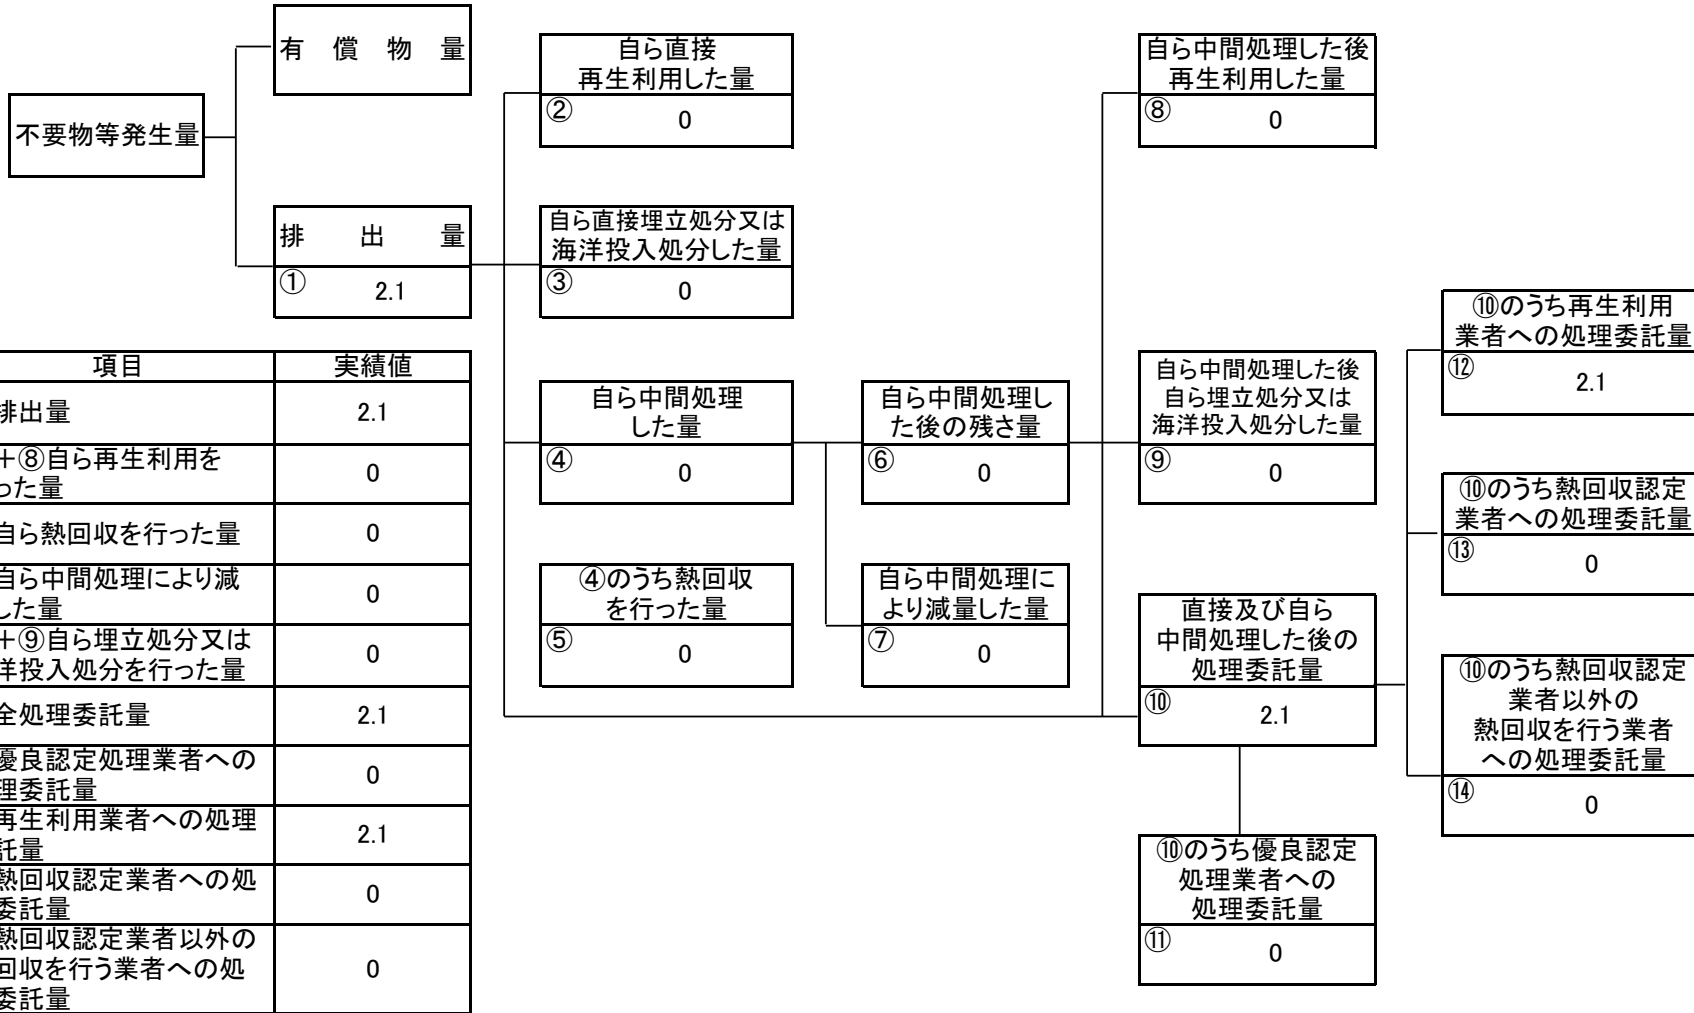 有 償 物 量
不要物等発生量
排 出 量
① 2.1
自ら直接
再生利用した量
② 0
自ら直接埋立処分又は
海洋投入処分した量
③ 0
自ら中間処理
した量
④ 0
④のうち熱回収
を行った量
⑤ 0
自ら中間処理し
た後の残さ量
⑥ 0
自ら中間処理に
より減量した量
⑦ 0
自ら中間処理した後
再生利用した量
⑧ 0
自ら中間処理した後
自ら埋立処分又は
海洋投入処分した量
⑨ 0
直接及び自ら
中間処理した後の
処理委託量
⑩ 2.1
⑩のうち優良認定
処理業者への
処理委託量
⑪ 0
⑩のうち再生利用
業者への処理委託量
⑫ 2.1
⑩のうち熱回収認定
業者への処理委託量
⑬ 0
⑩のうち熱回収認定
業者以外の
熱回収を行う業者
への処理委託量
⑭ 0
項目 実績値
排出量 2.1
+⑧自ら再生利用を
った量 0
自ら熱回収を行った量 0
自ら中間処理により減
した量 0
+⑨自ら埋立処分又は
洋投入処分を行った量 0
全処理委託量 2.1
優良認定処理業者への
理委託量 0
再生利用業者への処理
託量 2.1
熱回収認定業者への処
委託量 0
熱回収認定業者以外の
回収を行う業者への処
委託量 0